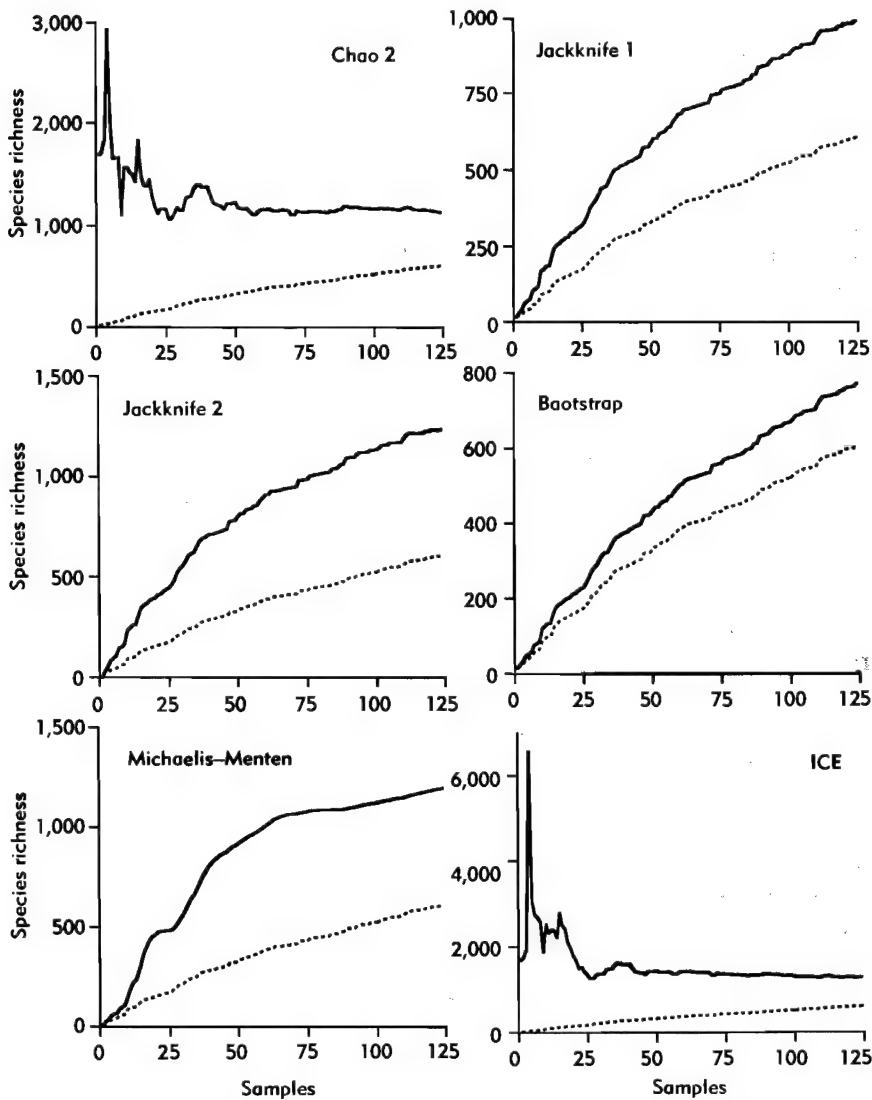 Chao 2
Species richness
3,000
2,000
1,000
0
0 25 50 75 100 125
Jackknife 1
1,000
750
500
250
0
0 25 50 75 100 125
Jackknife 2
Species richness
1,500
1,000
500
0
0 25 50 75 100 125
Baotstrap
800
600
400
200
0
0 25 50 75 100 125
Michaelis–Menten
Species richness
1,500
1,000
500
0
0 25 50 75 100 125
Samples
ICE
6,000
4,000
2,000
0
0 25 50 75 100 125
Samples